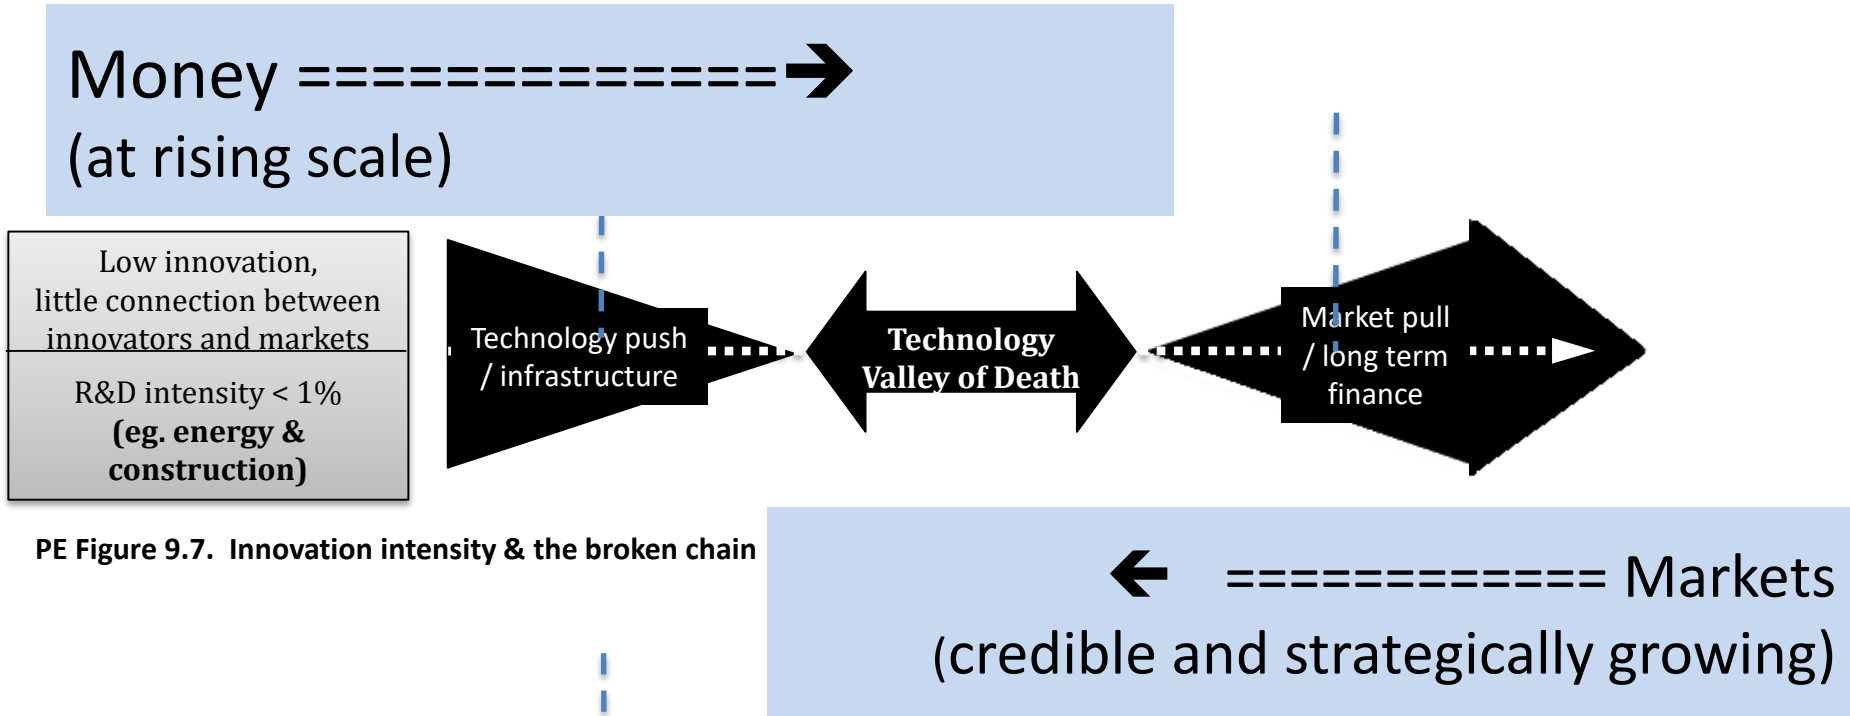 Money =============➔
(at rising scale)
Low innovation,
little connection between
innovators and markets
R&D intensity < 1%
(eg. energy &
construction)
Technology push
/ infrastructure
Technology
Valley of Death
Market pull
/ long term
finance
PE Figure 9.7. Innovation intensity & the broken chain
🡸 ============ Markets
(credible and strategically growing)